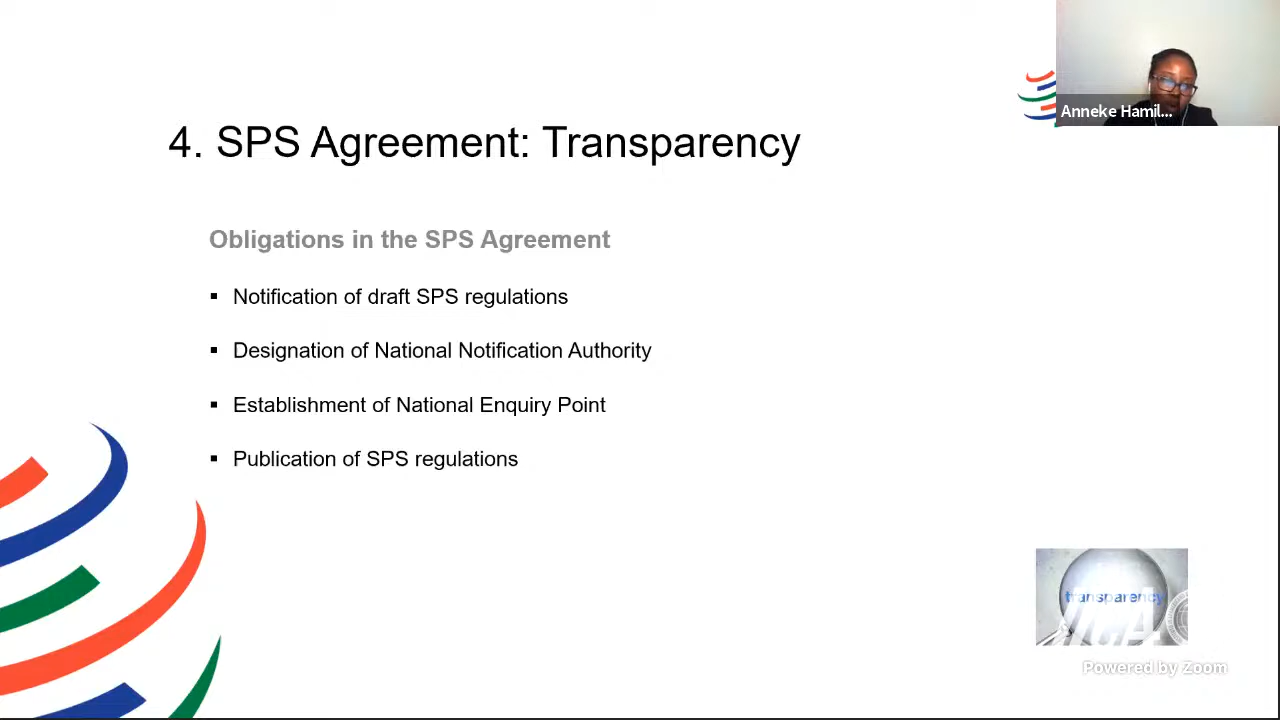 Anneke Hamil...
4. SPS Agreement: Transparency
Obligations in the SPS Agreement
▪ Notification of draft SPS regulations
▪ Designation of National Notification Authority
▪ Establishment of National Enquiry Point
▪ Publication of SPS regulations
transparency
IICA
Powered by Zoom